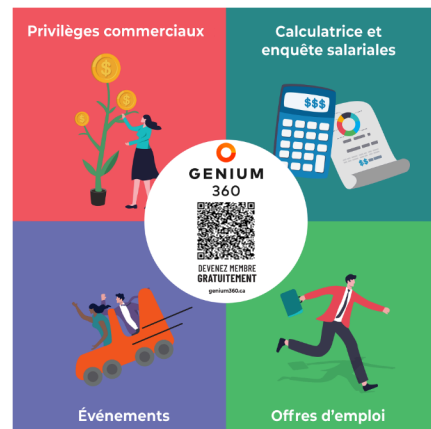 Privilèges commerciaux
Calculatrice et
enquête salariales
$
$
$
$$$
$$
GENIUM
360
DEVENEZ MEMBRE
GRATUITEMENT
genium360.ca
Événements
Offres d'emploi